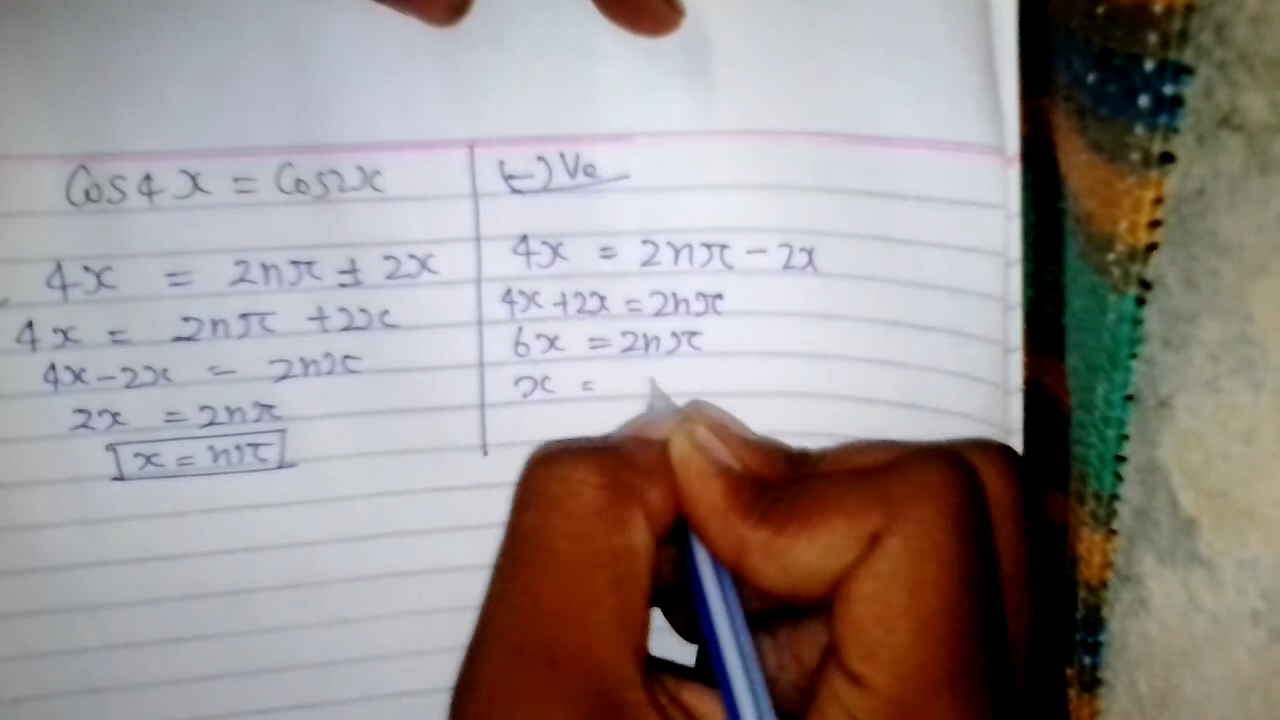 Cos4x = Cos2x
4x = 2nπ ± 2x
4x = 2nπ +2x
4x-2x = 2nπ
2x = 2nπ
x = nπ
(-)Ve
4x = 2nπ - 2x
4x+2x = 2nπ
6x = 2nπ
x =